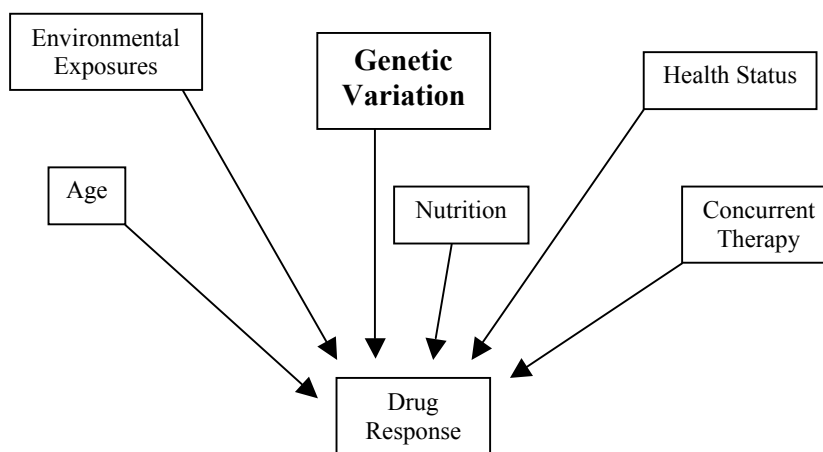 Environmental
Exposures
Genetic
Variation
Health Status
Age
Nutrition
Concurrent
Therapy
Drug
Response